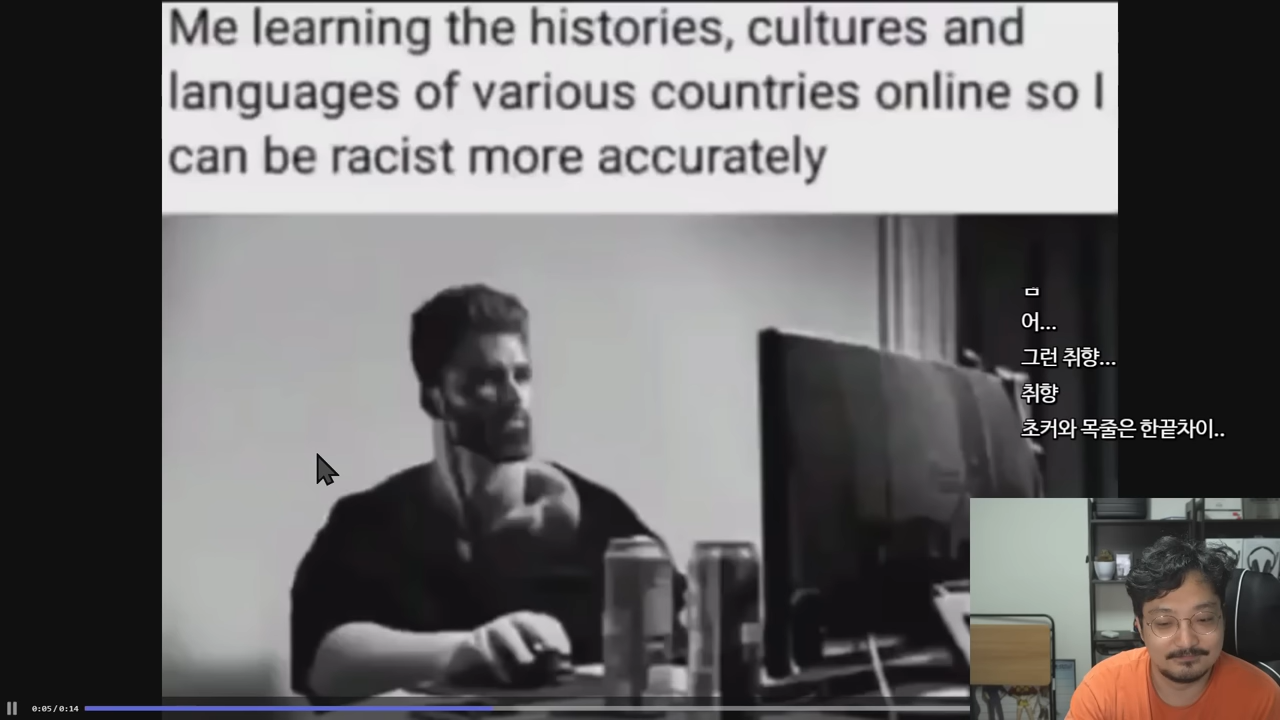 Me learning the histories, cultures and
languages of various countries online so I
can be racist more accurately
어...
그런 취향...
취향
초커와 목줄은 한끝차이..
0:05/0:14